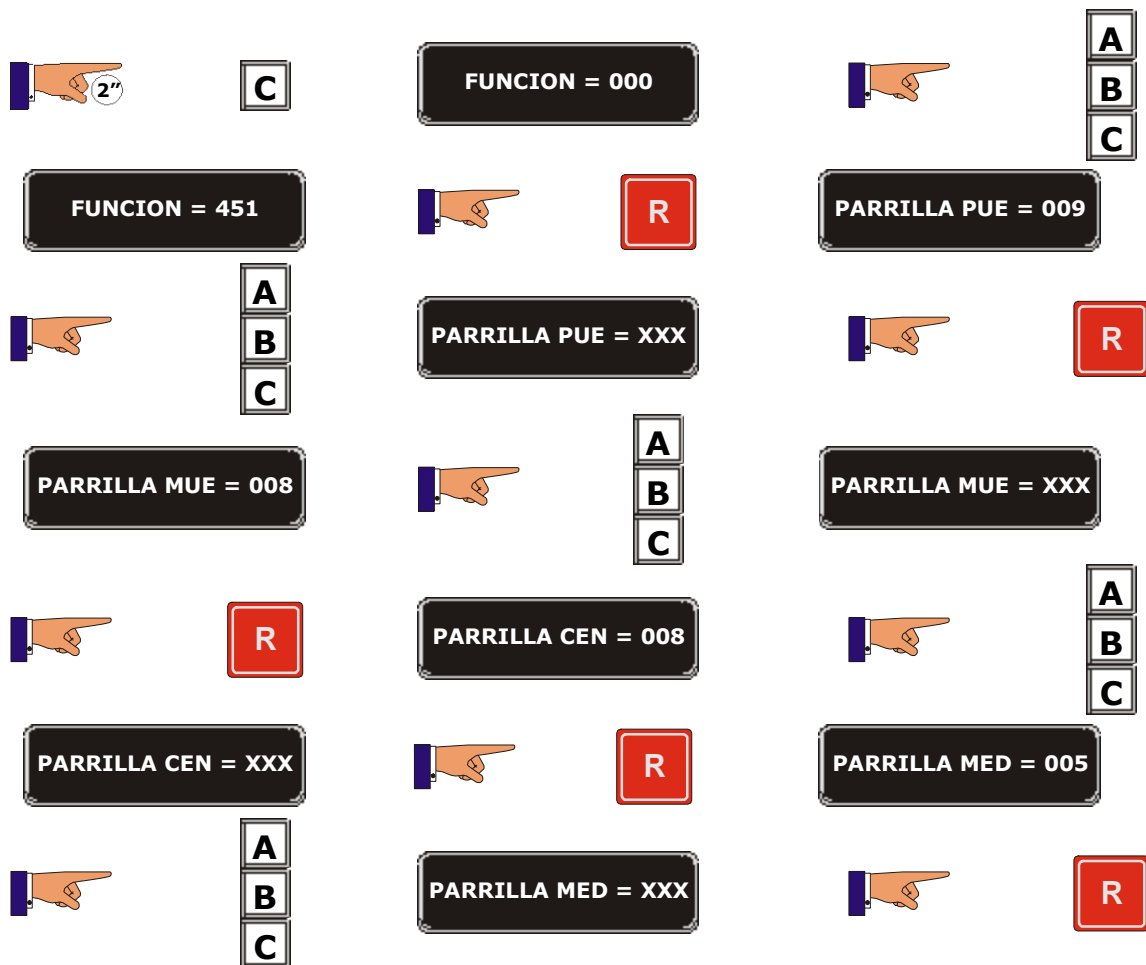 2"
C
FUNCION = 000
A
B
C
FUNCION = 451
R
PARRILLA PUE = 009
A
B
C
PARRILLA PUE = XXX
R
PARRILLA MUE = 008
A
B
C
PARRILLA MUE = XXX
R
PARRILLA CEN = 008
A
B
C
PARRILLA CEN = XXX
R
PARRILLA MED = 005
A
B
C
PARRILLA MED = XXX
R